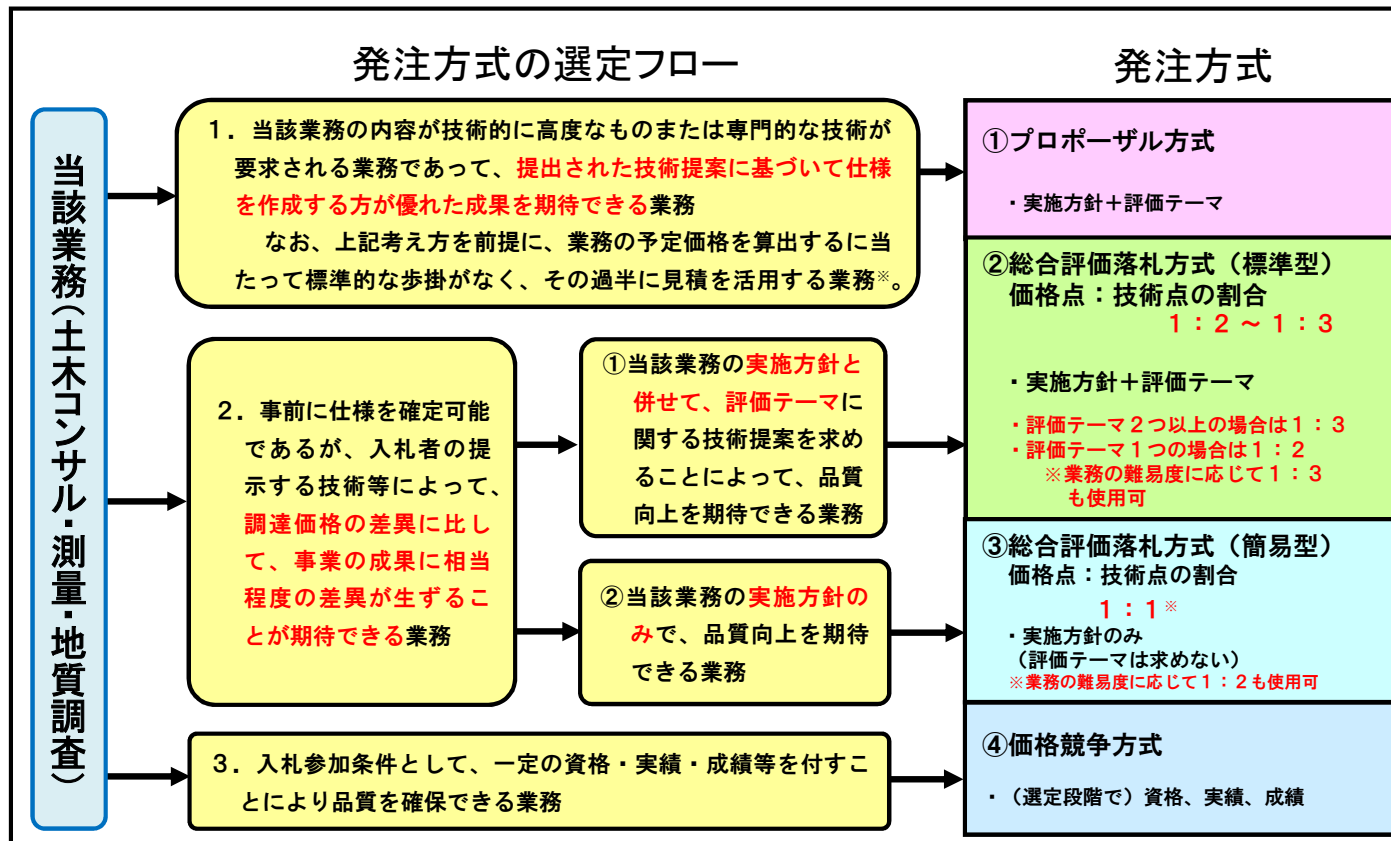 発注方式の選定フロー
発注方式
当該業務（土木コンサル・測量・地質調査）
１．当該業務の内容が技術的に高度なものまたは専門的な技術が
要求される業務であって、提出された技術提案に基づいて仕様
を作成する方が優れた成果を期待できる業務
なお、上記考え方を前提に、業務の予定価格を算出するに当
たって標準的な歩掛がなく、その過半に見積を活用する業務※。
２．事前に仕様を確定可能
であるが、入札者の提
示する技術等によって、
調達価格の差異に比し
て、事業の成果に相当
程度の差異が生ずるこ
とが期待できる業務
①当該業務の実施方針と
併せて、評価テーマに
関する技術提案を求め
ることによって、品質
向上を期待できる業務
②当該業務の実施方針の
みで、品質向上を期待
できる業務
３．入札参加条件として、一定の資格・実績・成績等を付すこ
とにより品質を確保できる業務
①プロポーザル方式
・実施方針＋評価テーマ
②総合評価落札方式（標準型）
価格点：技術点の割合
１：２～１：３
・実施方針＋評価テーマ
・評価テーマ２つ以上の場合は１：３
・評価テーマ１つの場合は１：２
※業務の難易度に応じて１：３
も使用可
③総合評価落札方式（簡易型）
価格点：技術点の割合
１：１※
・実施方針のみ
（評価テーマは求めない）
※業務の難易度に応じて１：２も使用可
④価格競争方式
・（選定段階で）資格、実績、成績